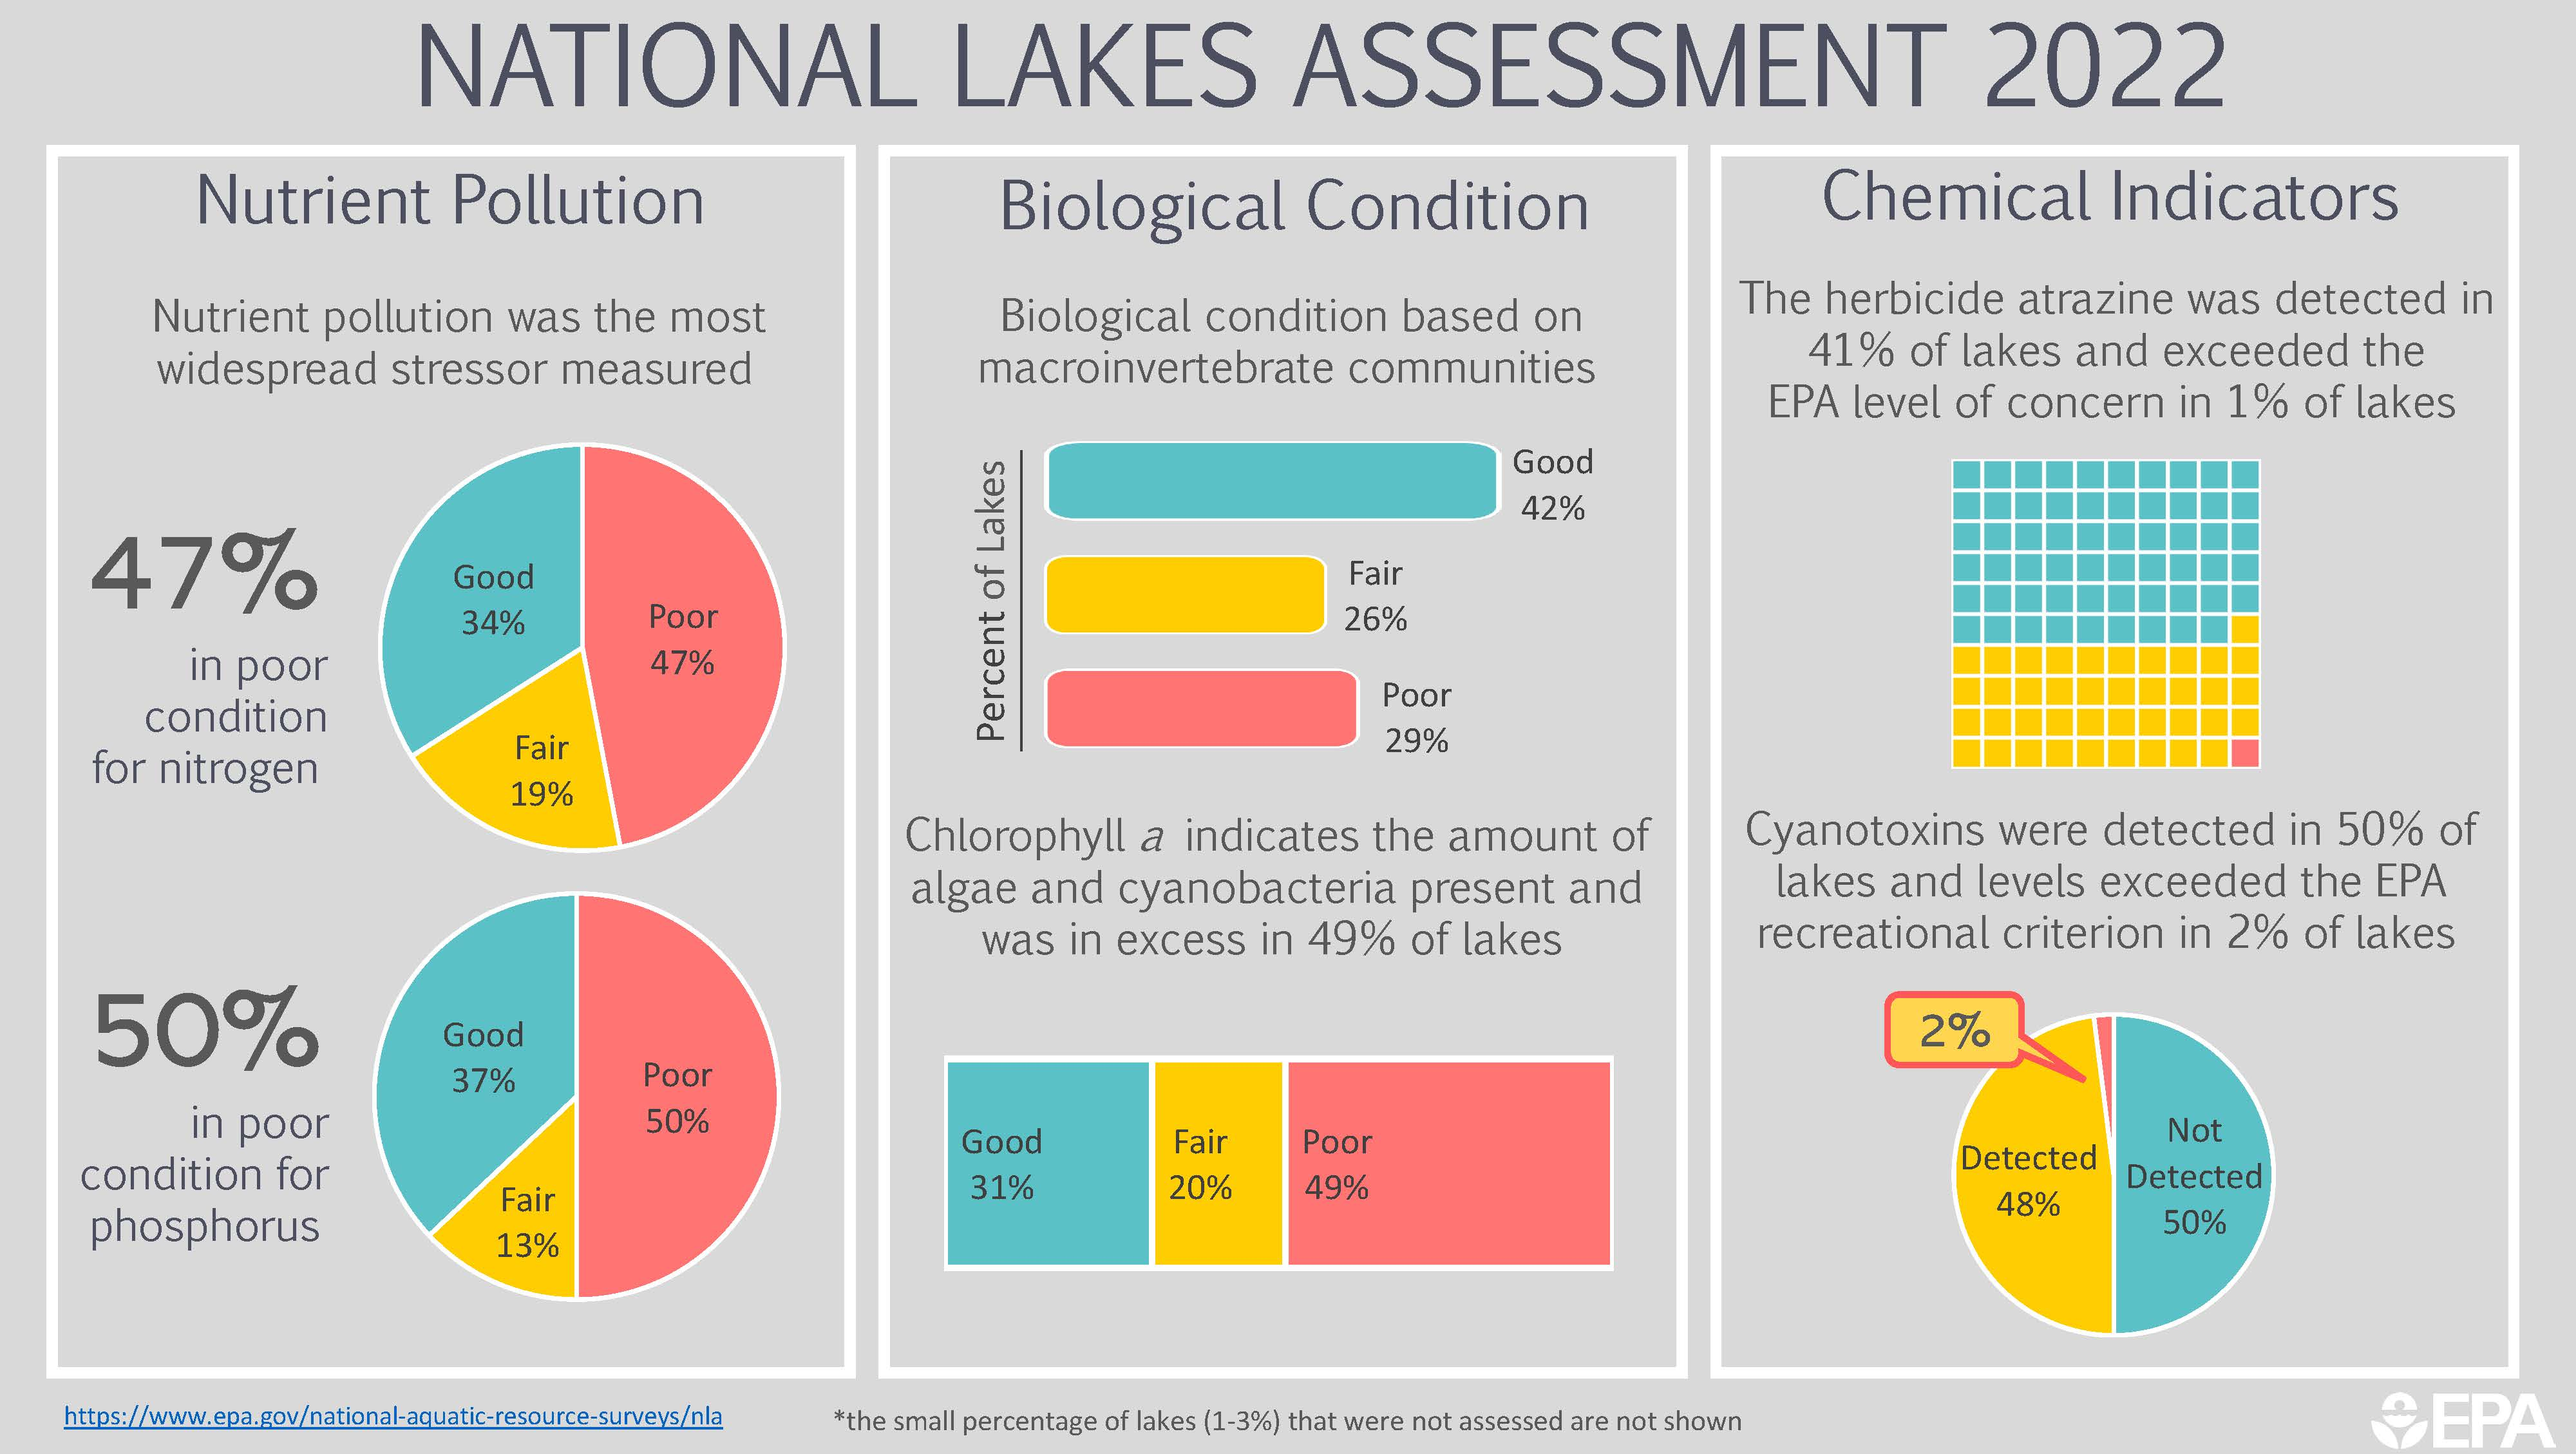 NATIONAL LAKES ASSESSMENT 2022
Nutrient Pollution
Nutrient pollution was the most
widespread stressor measured
47%
in poor
condition
for nitrogen
Good
34%
Poor
47%
Fair
19%
50%
in poor
condition for
phosphorus
Good
37%
Poor
50%
Fair
13%
Biological Condition
Biological condition based on
macroinvertebrate communities
Percent of Lakes
Good
42%
Fair
26%
Poor
29%
Chlorophyll a indicates the amount of
algae and cyanobacteria present and
was in excess in 49% of lakes
Good
31%
Fair
20%
Poor
49%
Chemical Indicators
The herbicide atrazine was detected in
41% of lakes and exceeded the
EPA level of concern in 1% of lakes
Cyanotoxins were detected in 50% of
lakes and levels exceeded the EPA
recreational criterion in 2% of lakes
2%
Detected
48%
Not
Detected
50%
https://www.epa.gov/national-aquatic-resource-surveys/nla
*the small percentage of lakes (1-3%) that were not assessed are not shown
EPA